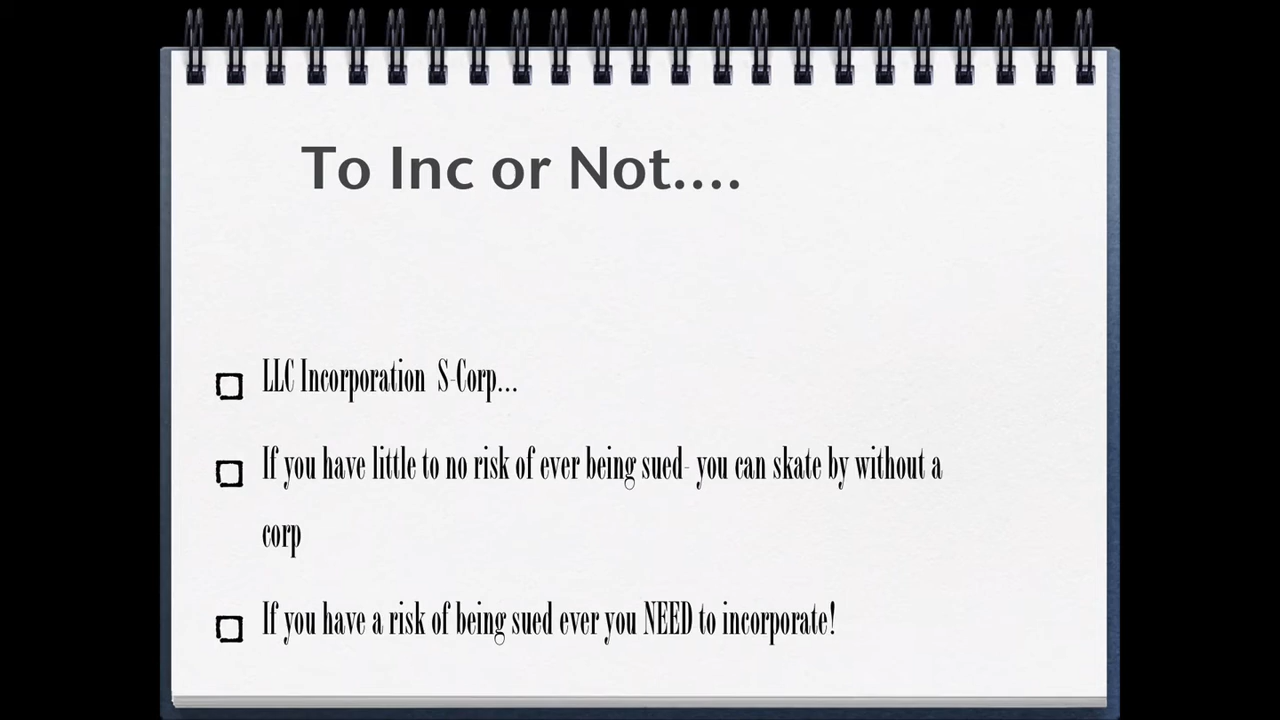 To Inc or Not....
LLC Incorporation S-Corp...
If you have little to no risk of ever being sued- you can skate by without a
corp
If you have a risk of being sued ever you NEED to incorporate!